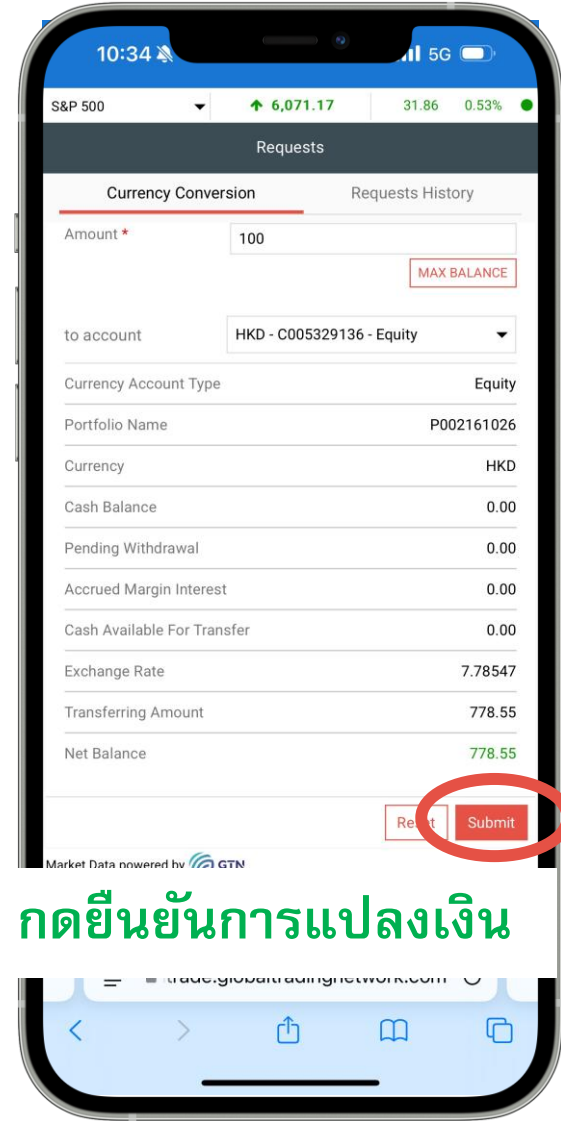 10:34
5G
S&P 500 6,071.17 31.86 0.53%
Requests
Currency Conversion Requests History
Amount * 100
MAX BALANCE
to account HKD - C005329136 - Equity
Currency Account Type Equity
Portfolio Name P002161026
Currency HKD
Cash Balance 0.00
Pending Withdrawal 0.00
Accrued Margin Interest 0.00
Cash Available For Transfer 0.00
Exchange Rate 7.78547
Transferring Amount 778.55
Net Balance 778.55
Submit
Market Data powered by GTN
กดยืนยันการแปลงเงิน
trade.globaltradingnetwork.com